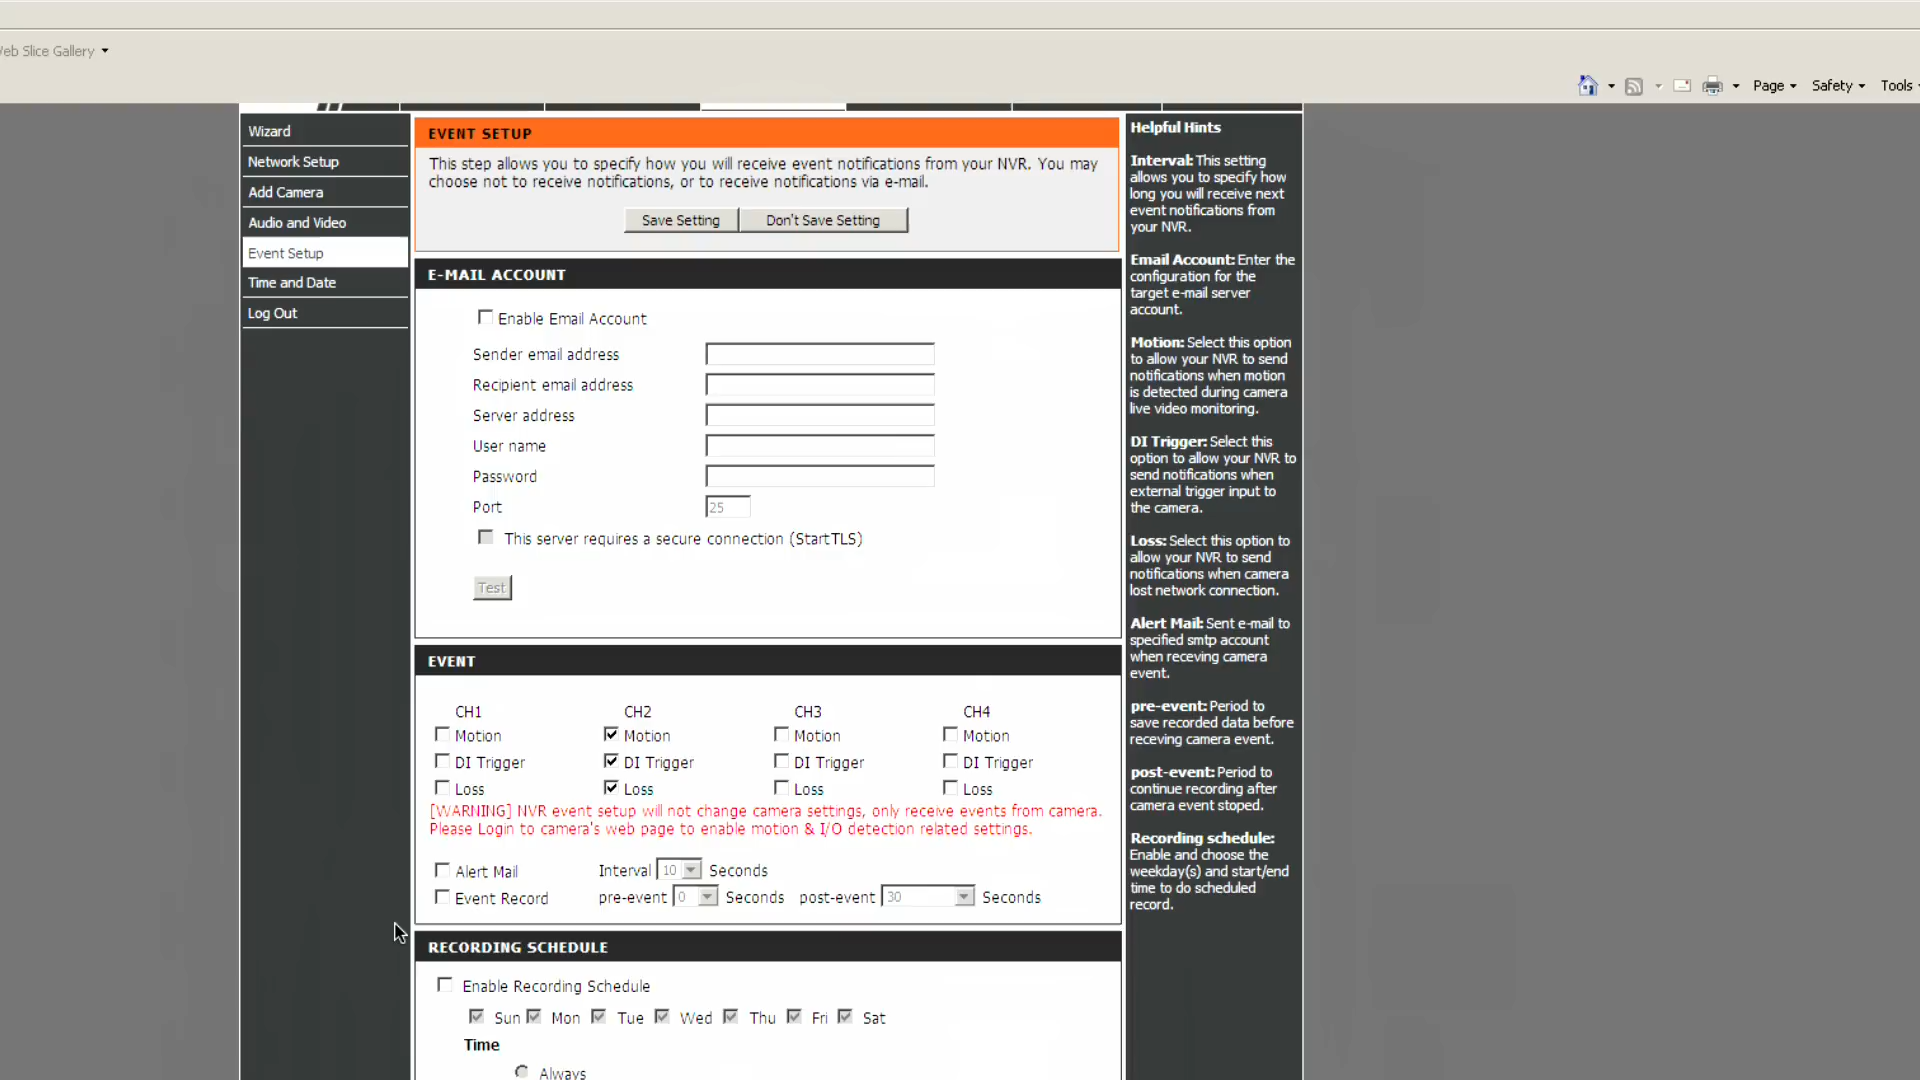 Web Slice Gallery
Page
Safety
Tools
Wizard
Network Setup
Add Camera
Audio and Video
Event Setup
Time and Date
Log Out
EVENT SETUP
This step allows you to specify how you will receive event notifications from your NVR. You may
choose not to receive notifications, or to receive notifications via e-mail.
Save Setting
Don't Save Setting
E-MAIL ACCOUNT
Enable Email Account
Sender email address
Recipient email address
Server address
User name
Password
Port 25
This server requires a secure connection (StartTLS)
Test
EVENT
CH1 CH2 CH3 CH4
Motion Motion Motion Motion
DI Trigger DI Trigger DI Trigger DI Trigger
Loss Loss Loss Loss
[WARNING] NVR event setup will not change camera settings, only receive events from camera.
Please Login to camera's web page to enable motion & I/O detection related settings.
Alert Mail Interval 10 Seconds
Event Record pre-event 0 Seconds post-event 30 Seconds
RECORDING SCHEDULE
Enable Recording Schedule
Sun Mon Tue Wed Thu Fri Sat
Time
Always
Helpful Hints
Interval: This setting
allows you to specify how
long you will receive next
event notifications from
your NVR.
Email Account: Enter the
configuration for the
target e-mail server
account.
Motion: Select this option
to allow your NVR to send
notifications when motion
is detected during camera
live video monitoring.
DI Trigger: Select this
option to allow your NVR to
send notifications when
external trigger input to
the camera.
Loss: Select this option to
allow your NVR to send
notifications when camera
lost network connection.
Alert Mail: Sent e-mail to
specified smtp account
when receving camera
event.
pre-event: Period to
save recorded data before
receving camera event.
post-event: Period to
continue recording after
camera event stoped.
Recording schedule:
Enable and choose the
weekday(s) and start/end
time to do scheduled
record.